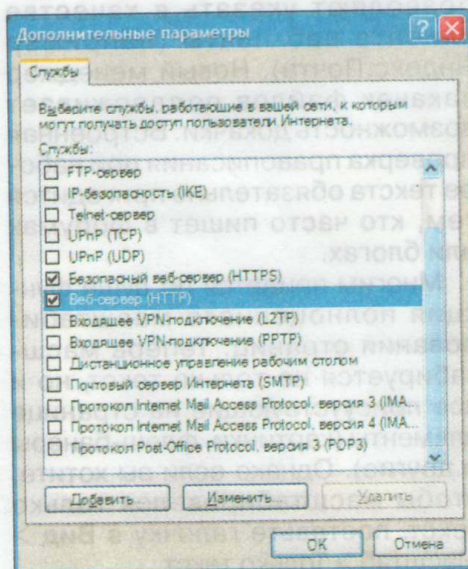 Дополнительные параметры
Службы
Выберите службы, работающие в вашей сети, к которым
могут получать доступ пользователи Интернета.
Службы:
FTP-сервер
IP-безопасность (IKE)
Telnet-сервер
UPnP (TCP)
UPnP (UDP)
Безопасный веб-сервер (HTTPS)
Веб-сервер (HTTP)
Входящее VPN-подключение (L2TP)
Входящее VPN-подключение (PPTP)
Дистанционное управление рабочим столом
Почтовый сервер Интернета (SMTP)
Протокол Internet Mail Access Protocol, версия 3 (IMA...
Протокол Internet Mail Access Protocol, версия 4 (IMA...
Протокол Post-Office Protocol, версия 3 (POP3)
Добавить Изменить Удалить
OK Отмена